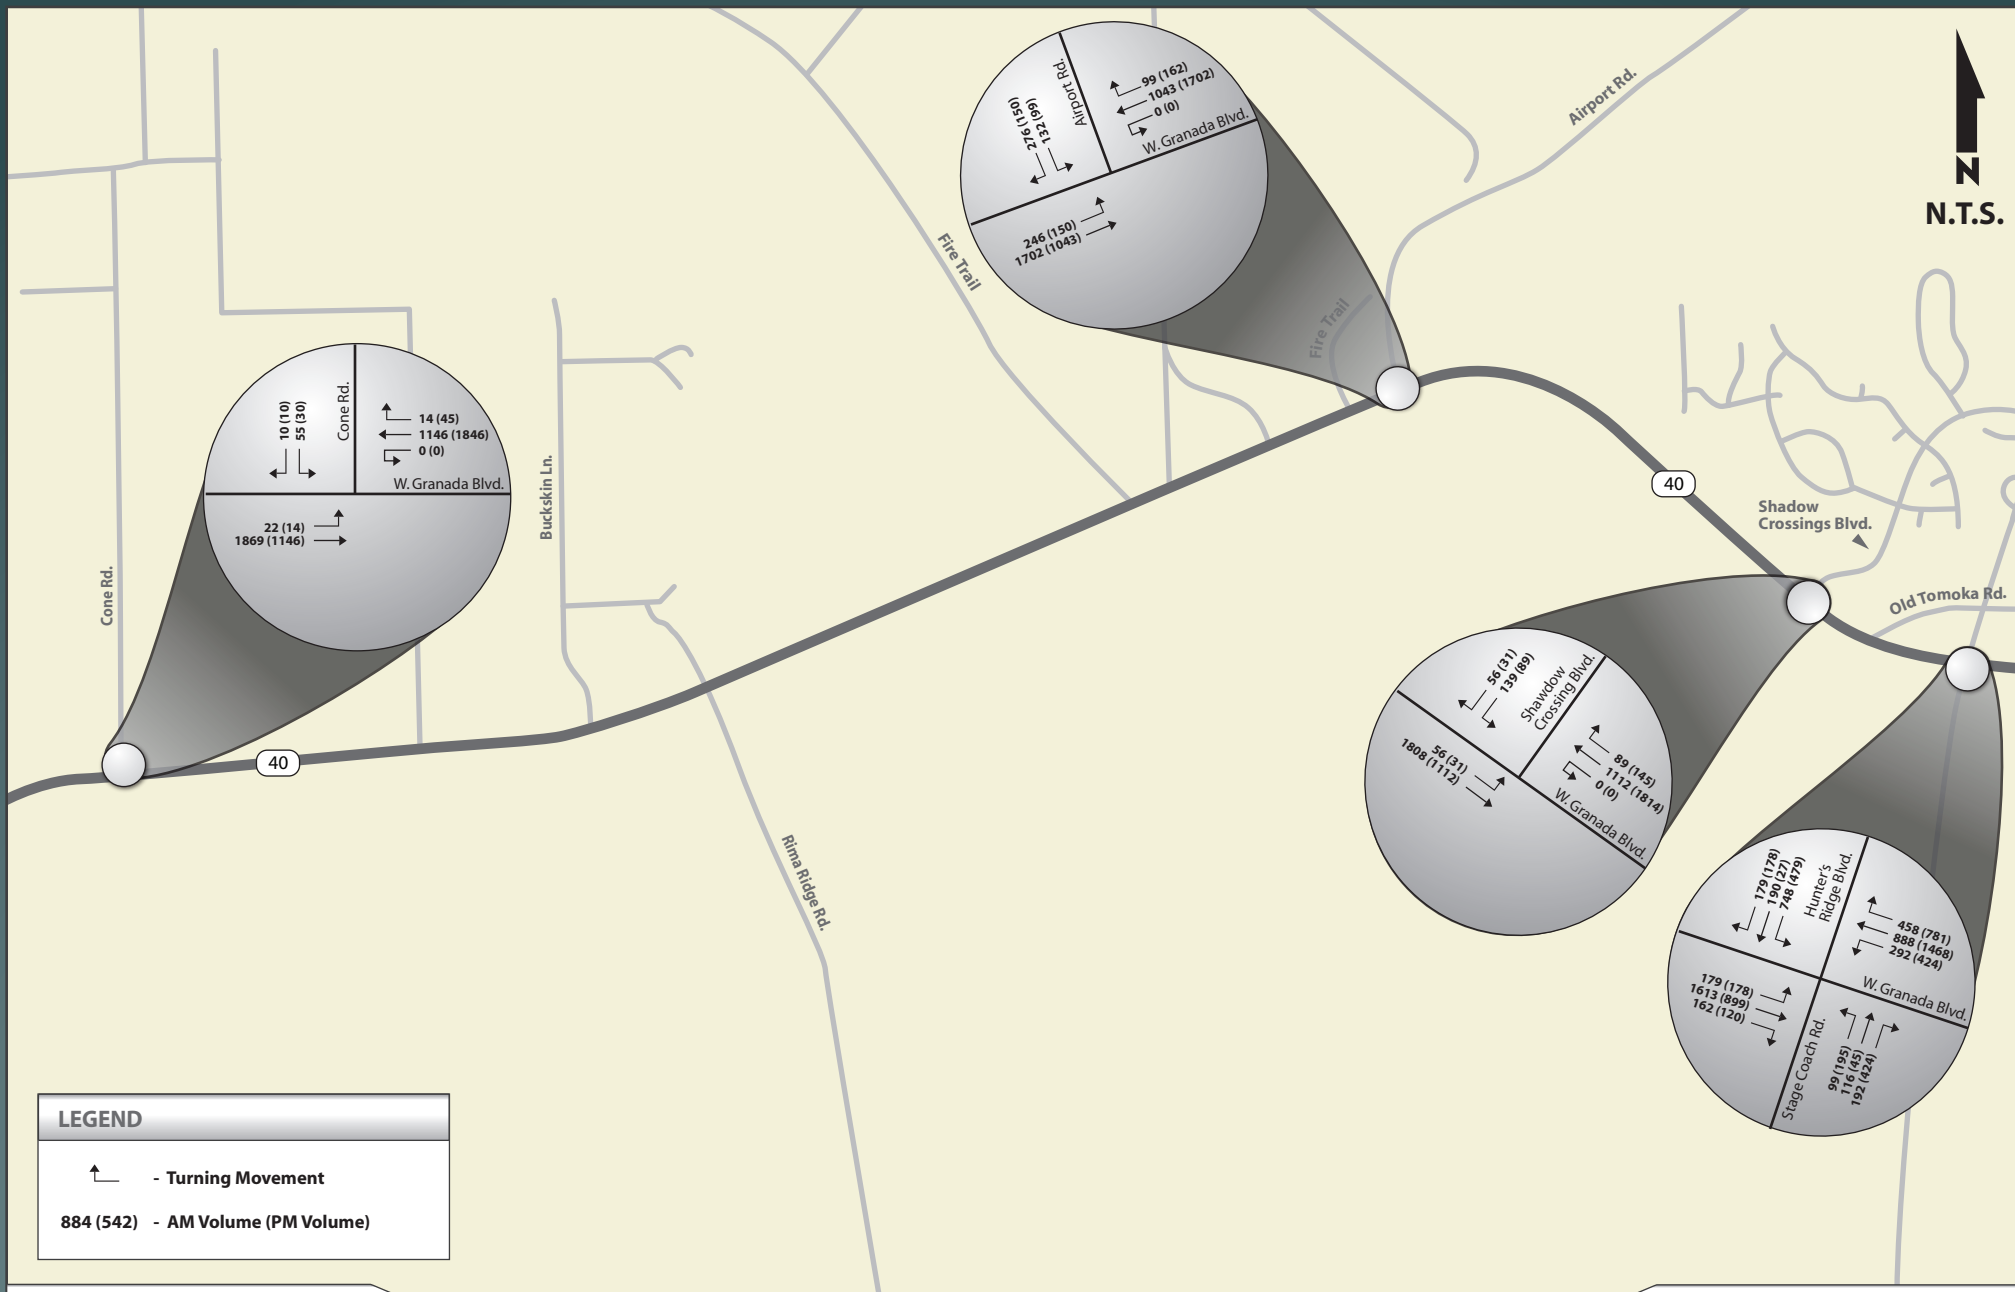 Airport Rd.
N
N.T.S.
Airport Rd.
276 (150)
132 (99)
99 (162)
1043 (1702)
0 (0)
W. Granada Blvd.
246 (150)
1702 (1043)
Fire Trail
Fire Trail
Cone Rd.
10 (10)
55 (30)
14 (45)
1146 (1846)
0 (0)
W. Granada Blvd.
22 (14)
1869 (1146)
Cone Rd.
Buckskin Ln.
40
40
Shadow
Crossings Blvd.
Old Tomoka Rd.
56 (31)
139 (89)
Shawdow
Crossing Blvd.
56 (31)
1808 (1112)
89 (145)
1112 (1814)
0 (0)
W. Granada Blvd.
Rima Ridge Rd.
179 (178)
190 (27)
748 (479)
Hunter's
Ridge Blvd.
458 (781)
888 (1468)
292 (424)
W. Granada Blvd.
179 (178)
1613 (899)
162 (120)
Stage Coach Rd.
99 (195)
116 (45)
192 (424)
LEGEND
- Turning Movement
884 (542) - AM Volume (PM Volume)